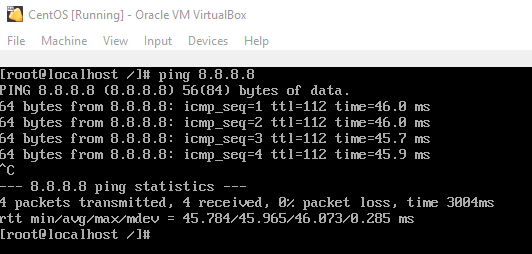 CentOS [Running] - Oracle VM VirtualBox
File Machine View Input Devices Help
[root@localhost /]# ping 8.8.8.8
PING 8.8.8.8 (8.8.8.8) 56(84) bytes of data.
64 bytes from 8.8.8.8: icmp_seq=1 ttl=112 time=46.0 ms
64 bytes from 8.8.8.8: icmp_seq=2 ttl=112 time=46.0 ms
64 bytes from 8.8.8.8: icmp_seq=3 ttl=112 time=45.7 ms
64 bytes from 8.8.8.8: icmp_seq=4 ttl=112 time=45.9 ms
^C
--- 8.8.8.8 ping statistics ---
4 packets transmitted, 4 received, 0% packet loss, time 3004ms
rtt min/avg/max/mdev = 45.784/45.965/46.073/0.285 ms
[root@localhost /]#